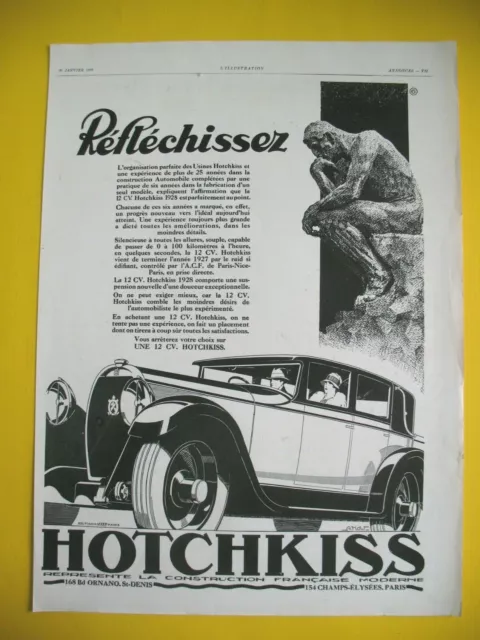 L'ILLUSTRATION
JANVIER
ANNONCES
Réfléchissez
L'organisation parfaite des Usines Hotchkiss et
une expérience de plus de 25 années dans la
construction Automobile complétées par une
pratique de six années dans la fabrication d'un
seul modèle, expliquent l'affirmation que la
12 CV. Hotchkiss 1928 est parfaitement au point.
Chacune de ces six années a marqué, en effet,
un progrès nouveau vers l'idéal aujourd'hui
atteint. Une expérience toujours plus grande
a dicté toutes les améliorations, dans les
moindres détails.
Silencieuse à toutes les allures, souple, capable
de passer de 0 à 100 kilomètres à l'heure,
en quelques secondes, la 12 CV. Hotchkiss
vient de terminer l'année 1927 par le raid si
édifiant, contrôlé par l'A.C.F. de Paris-Nice-
Paris, en prise directe.
La 12 CV. Hotchkiss 1928 comporte une sus-
pension nouvelle d'une douceur exceptionnelle.
On ne peut exiger mieux, car la 12 CV.
Hotchkiss comble les moindres désirs de
l'automobiliste le plus expérimenté.
En achetant une 12 CV. Hotchkiss, on ne
tente pas une expérience, on fait un placement
dont on tirera à coup sûr toutes les satisfactions.
Vous arrêterez votre choix sur
UNE 12 CV. HOTCHKISS.
HOTCHKISS
REPRÉSENTE LA CONSTRUCTION FRANÇAISE MODERNE
168 Bd ORNANO, St-DENIS
154 CHAMPS-ÉLYSÉES, PARIS